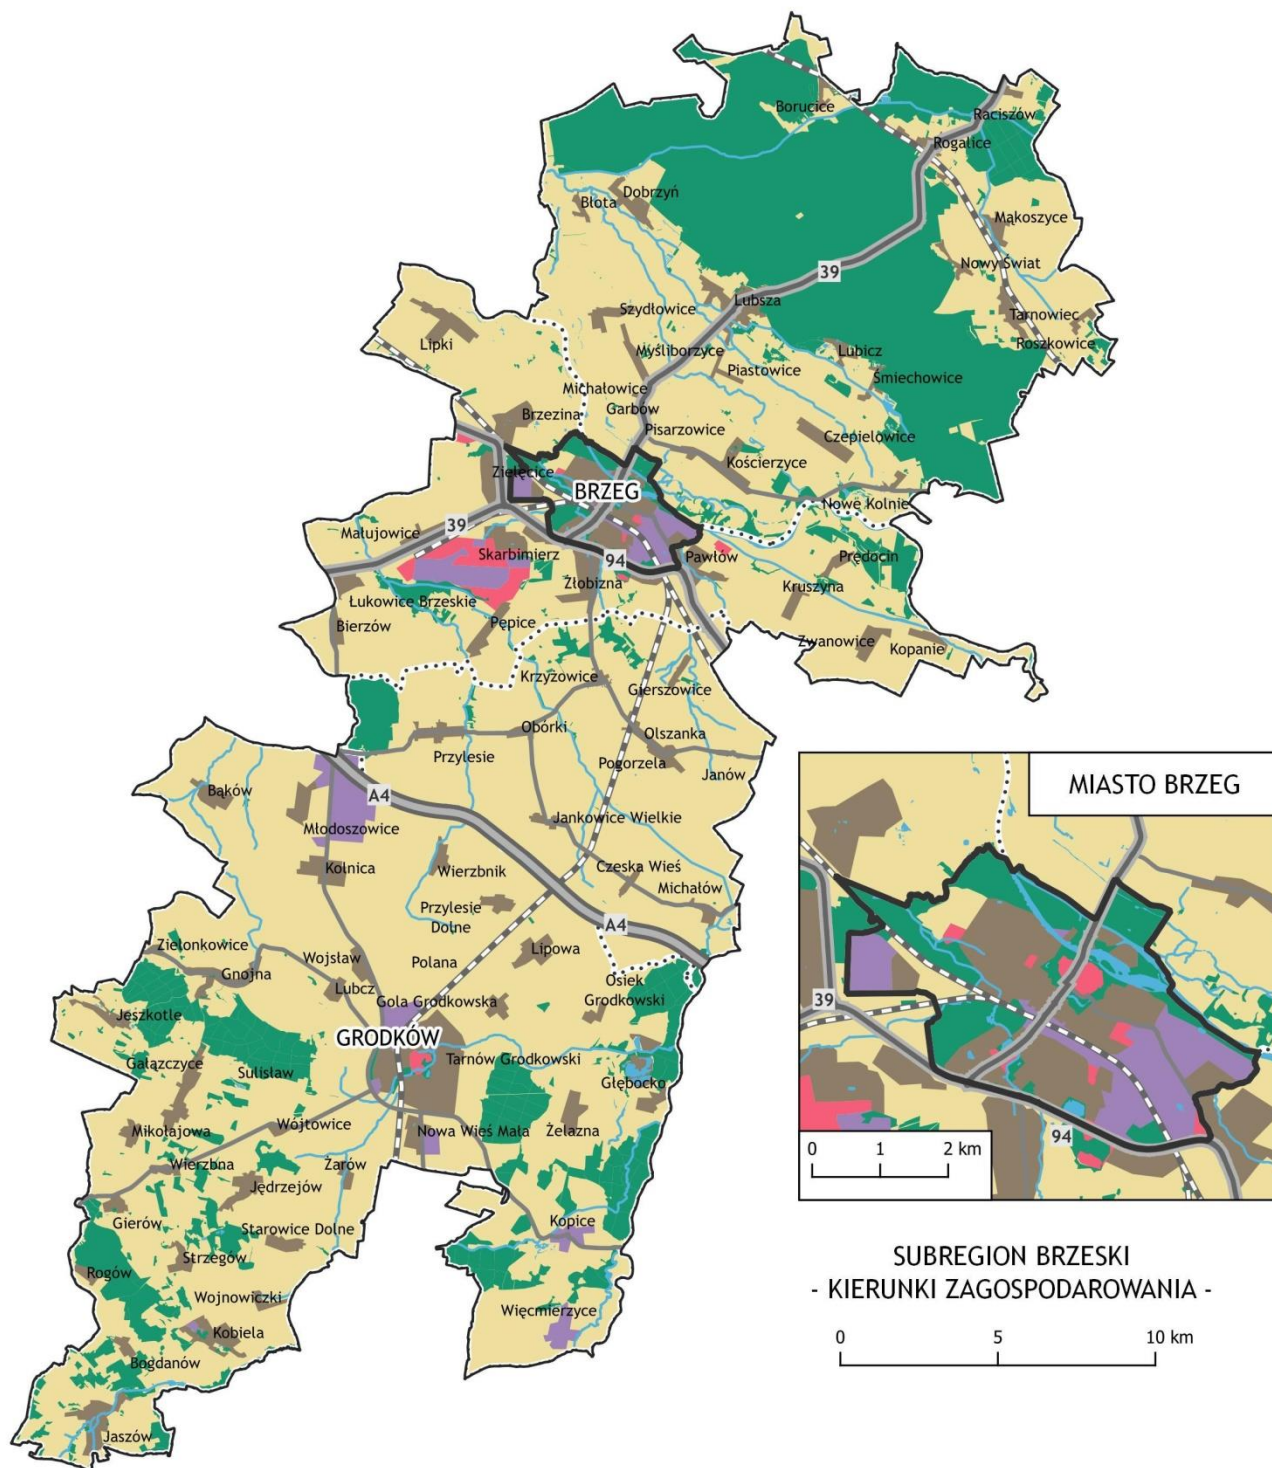 Borucice
Raciszów
Rogalice
Dobrzyń
Błota
Mąkoszyce
Nowy Świat
39
Lubsza
Szydłowice
Tarnowiec
Roszkowice
Lipki
Myśliborzyce
Lubicz
Piastowice
Śmiechowice
Michałowice
Garbów
Brzezina
Pisarzowice
Czepielowice
Kościerzyce
Zielęcice
BRZEG
Nowe Kolnie
39
Małujowice
Skarbimierz
94
Pawłów
Prędocin
Żłobizna
Kruszyna
Łukowice Brzeskie
Pępice
Bierzów
Zwanowice
Kopanie
Krzyżowice
Gierszowice
Obórki
Olszanka
Przylesie
Pogorzela
Janów
Bąków
A4
Młodoszowice
Jankowice Wielkie
Kolnica
Wierzbnik
Czeska Wieś
Michałów
Przylesie
Dolne
A4
Zielonkowice
Wojsław
Polana
Lipowa
Gnojna
Lubcz
Osiek
Grodkowski
Gola Grodkowska
Jeszkotle
GRODKÓW
Gałązczyce
Sulisław
Tarnów Grodkowski
Głębocko
Mikołajowa
Wójtowice
Nowa Wieś Mała
Żelazna
Wierzbna
Żarów
Jędrzejów
Gierów
Starowice Dolne
Kopice
Strzegów
Rogów
Wojnowiczki
Więcmierzyce
Kobiela
Bogdanów
Jaszów
MIASTO BRZEG
39
94
0 1 2 km
SUBREGION BRZESKI
- KIERUNKI ZAGOSPODAROWANIA -
0 5 10 km